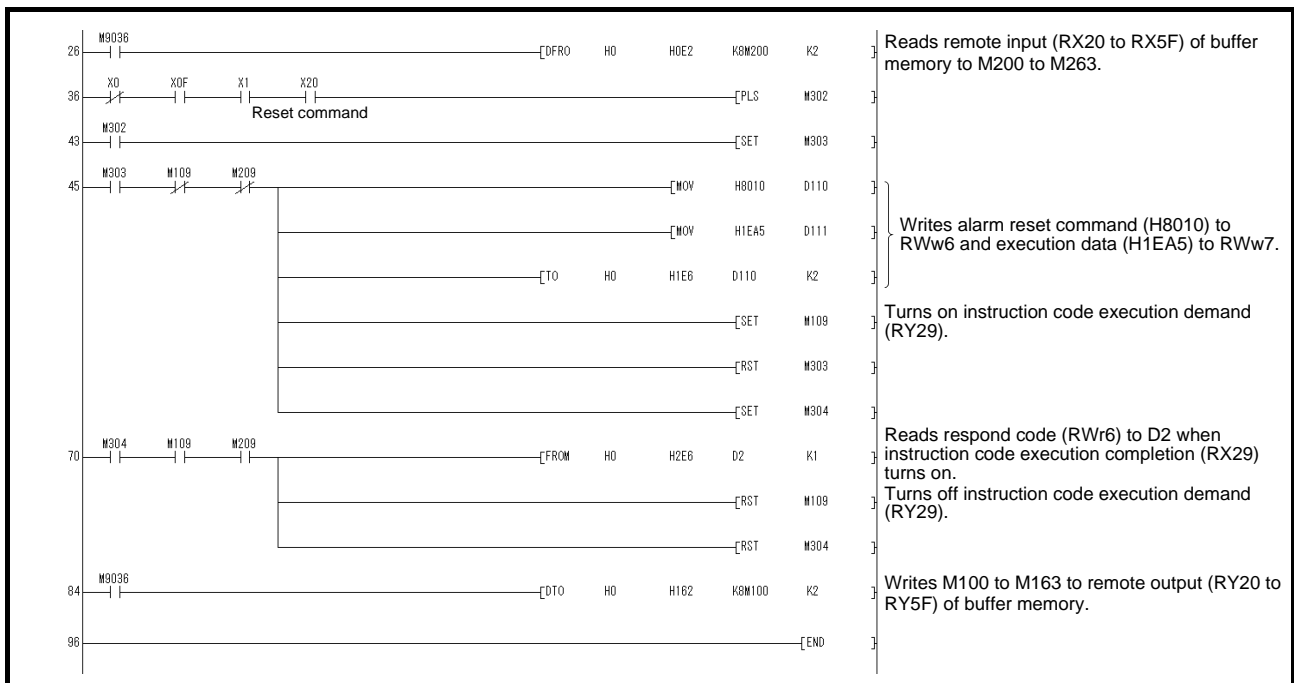 M9036
26 [DFRO H0 H0E2 K8M200 K2 ]
Reads remote input (RX20 to RX5F) of buffer
memory to M200 to M263.
X0 X0F X1 X20
36 [PLS M302 ]
Reset command
M302
43 [SET M303 ]
M303 M109 M209
45 [MOV H8010 D110 ]
[MOV H1EA5 D111 ]
Writes alarm reset command (H8010) to
RWw6 and execution data (H1EA5) to RWw7.
[TO H0 H1E6 D110 K2 ]
[SET M109 ]
Turns on instruction code execution demand
(RY29).
[RST M303 ]
[SET M304 ]
M304 M109 M209
70 [FROM H0 H2E6 D2 K1 ]
Reads respond code (RWr6) to D2 when
instruction code execution completion (RX29)
turns on.
[RST M109 ]
Turns off instruction code execution demand
(RY29).
[RST M304 ]
M9036
84 [DTO H0 H162 K8M100 K2 ]
Writes M100 to M163 to remote output (RY20 to
RY5F) of buffer memory.
96 [END ]